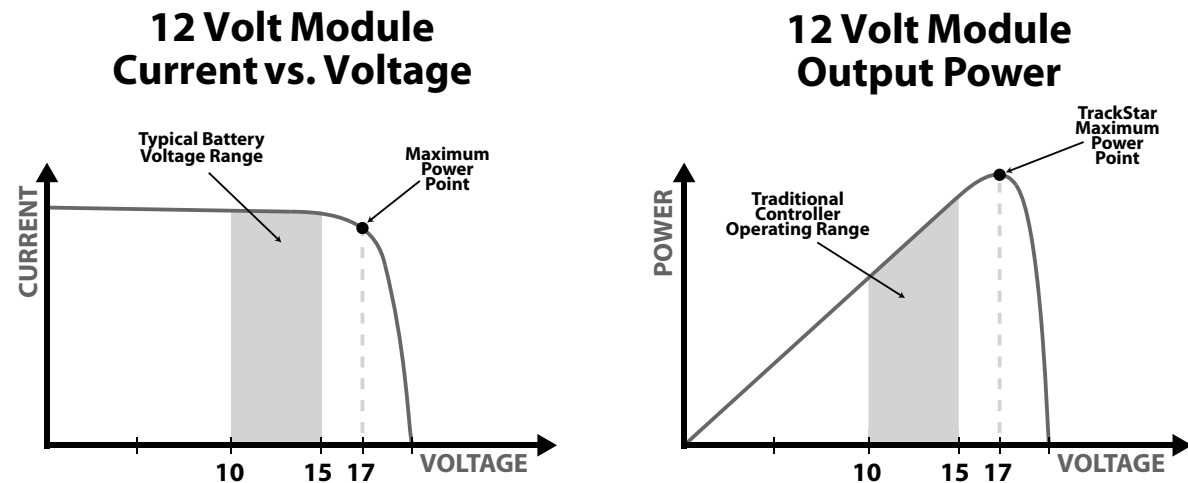 12 Volt Module
Current vs. Voltage
Typical Battery
Voltage Range
Maximum
Power
Point
CURRENT
10
15
17
VOLTAGE
12 Volt Module
Output Power
TrackStar
Maximum
Power
Point
Traditional
Controller
Operating Range
POWER
10
15
17
VOLTAGE